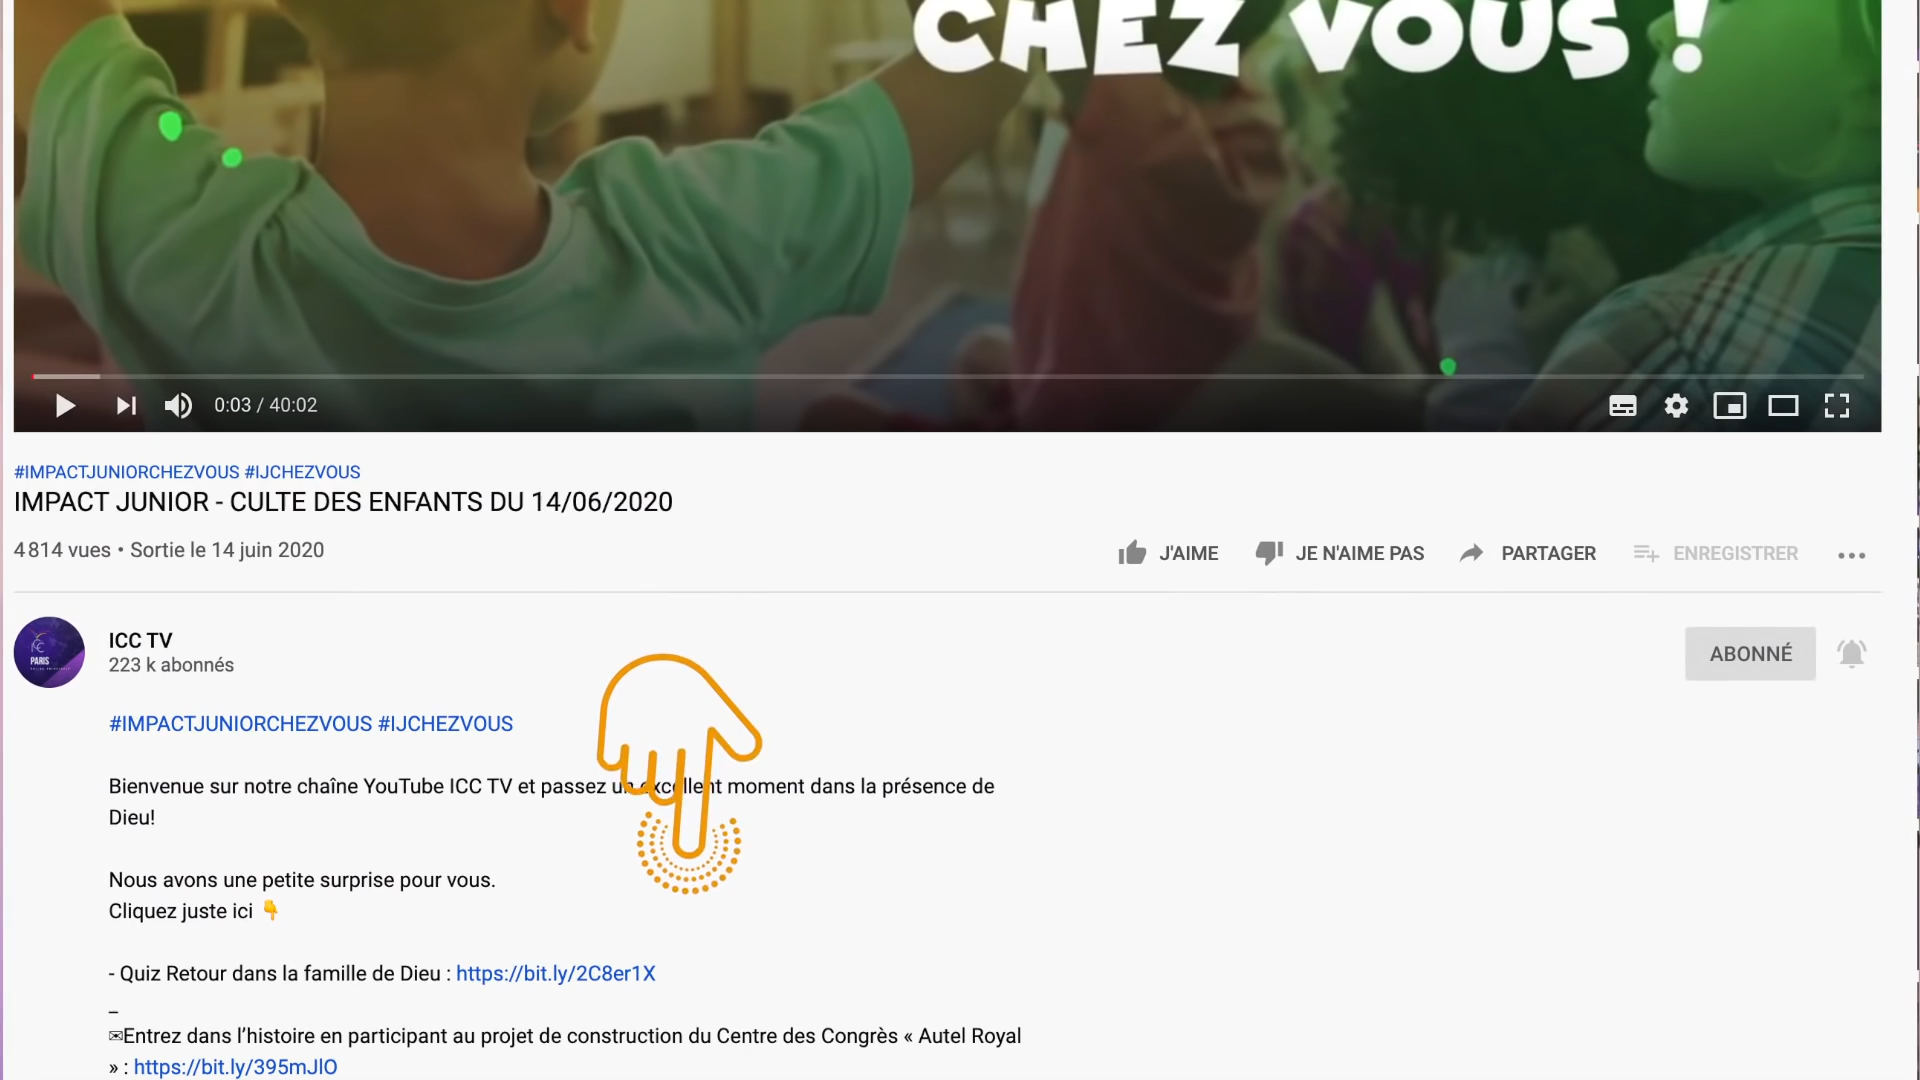 CHEZ VOUS !
0:03 / 40:02
#IMPACTJUNIORCHEZVOUS #IJCHEZVOUS
IMPACT JUNIOR - CULTE DES ENFANTS DU 14/06/2020
4 814 vues • Sortie le 14 juin 2020
J'AIME
JE N'AIME PAS
PARTAGER
ENREGISTRER
PARIS
ICC TV
223 k abonnés
ABONNÉ
#IMPACTJUNIORCHEZVOUS #IJCHEZVOUS
Bienvenue sur notre chaîne YouTube ICC TV et passez un excellent moment dans la présence de
Dieu!
Nous avons une petite surprise pour vous.
Cliquez juste ici 👇
- Quiz Retour dans la famille de Dieu : https://bit.ly/2C8er1X
_
✉Entrez dans l’histoire en participant au projet de construction du Centre des Congrès « Autel Royal
» : https://bit.ly/395mJlO